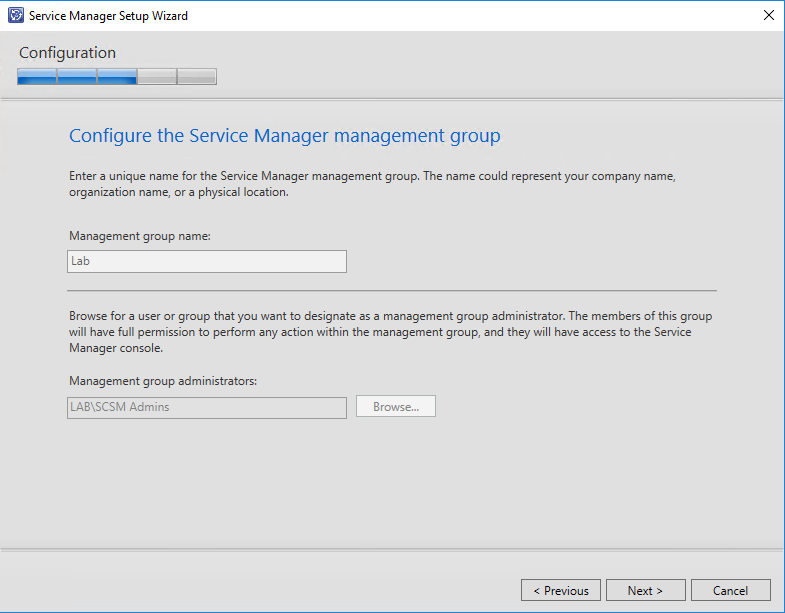 Service Manager Setup Wizard
Configuration
Configure the Service Manager management group
Enter a unique name for the Service Manager management group. The name could represent your company name,
organization name, or a physical location.
Management group name:
Lab
Browse for a user or group that you want to designate as a management group administrator. The members of this group
will have full permission to perform any action within the management group, and they will have access to the Service
Manager console.
Management group administrators:
LAB\SCSM Admins
Browse...
< Previous
Next >
Cancel